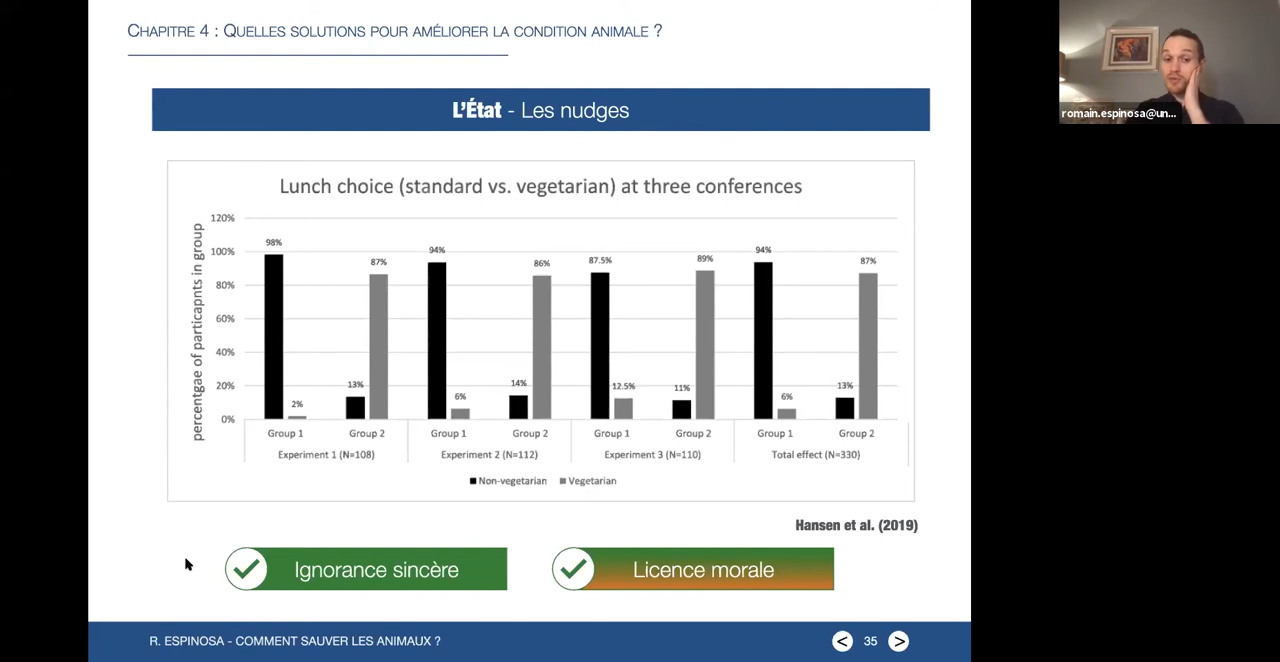 CHAPITRE 4 : QUELLES SOLUTIONS POUR AMÉLIORER LA CONDITION ANIMALE ?
romain.espinosa@un...
L'État - Les nudges
Lunch choice (standard vs. vegetarian) at three conferences
percentgae of particapnts in group
120%
100%
80%
60%
40%
20%
0%
98% 2% 13% 87% 94% 6% 14% 86% 87.5% 12.5% 11% 89% 94% 6% 13% 87%
Group 1 Group 2 Group 1 Group 2 Group 1 Group 2 Group 1 Group 2
Experiment 1 (N=108) Experiment 2 (N=112) Experiment 3 (N=110) Total effect (N=330)
Non-vegetarian Vegetarian
Hansen et al. (2019)
Ignorance sincère Licence morale
R. ESPINOSA - COMMENT SAUVER LES ANIMAUX ? < 35 >